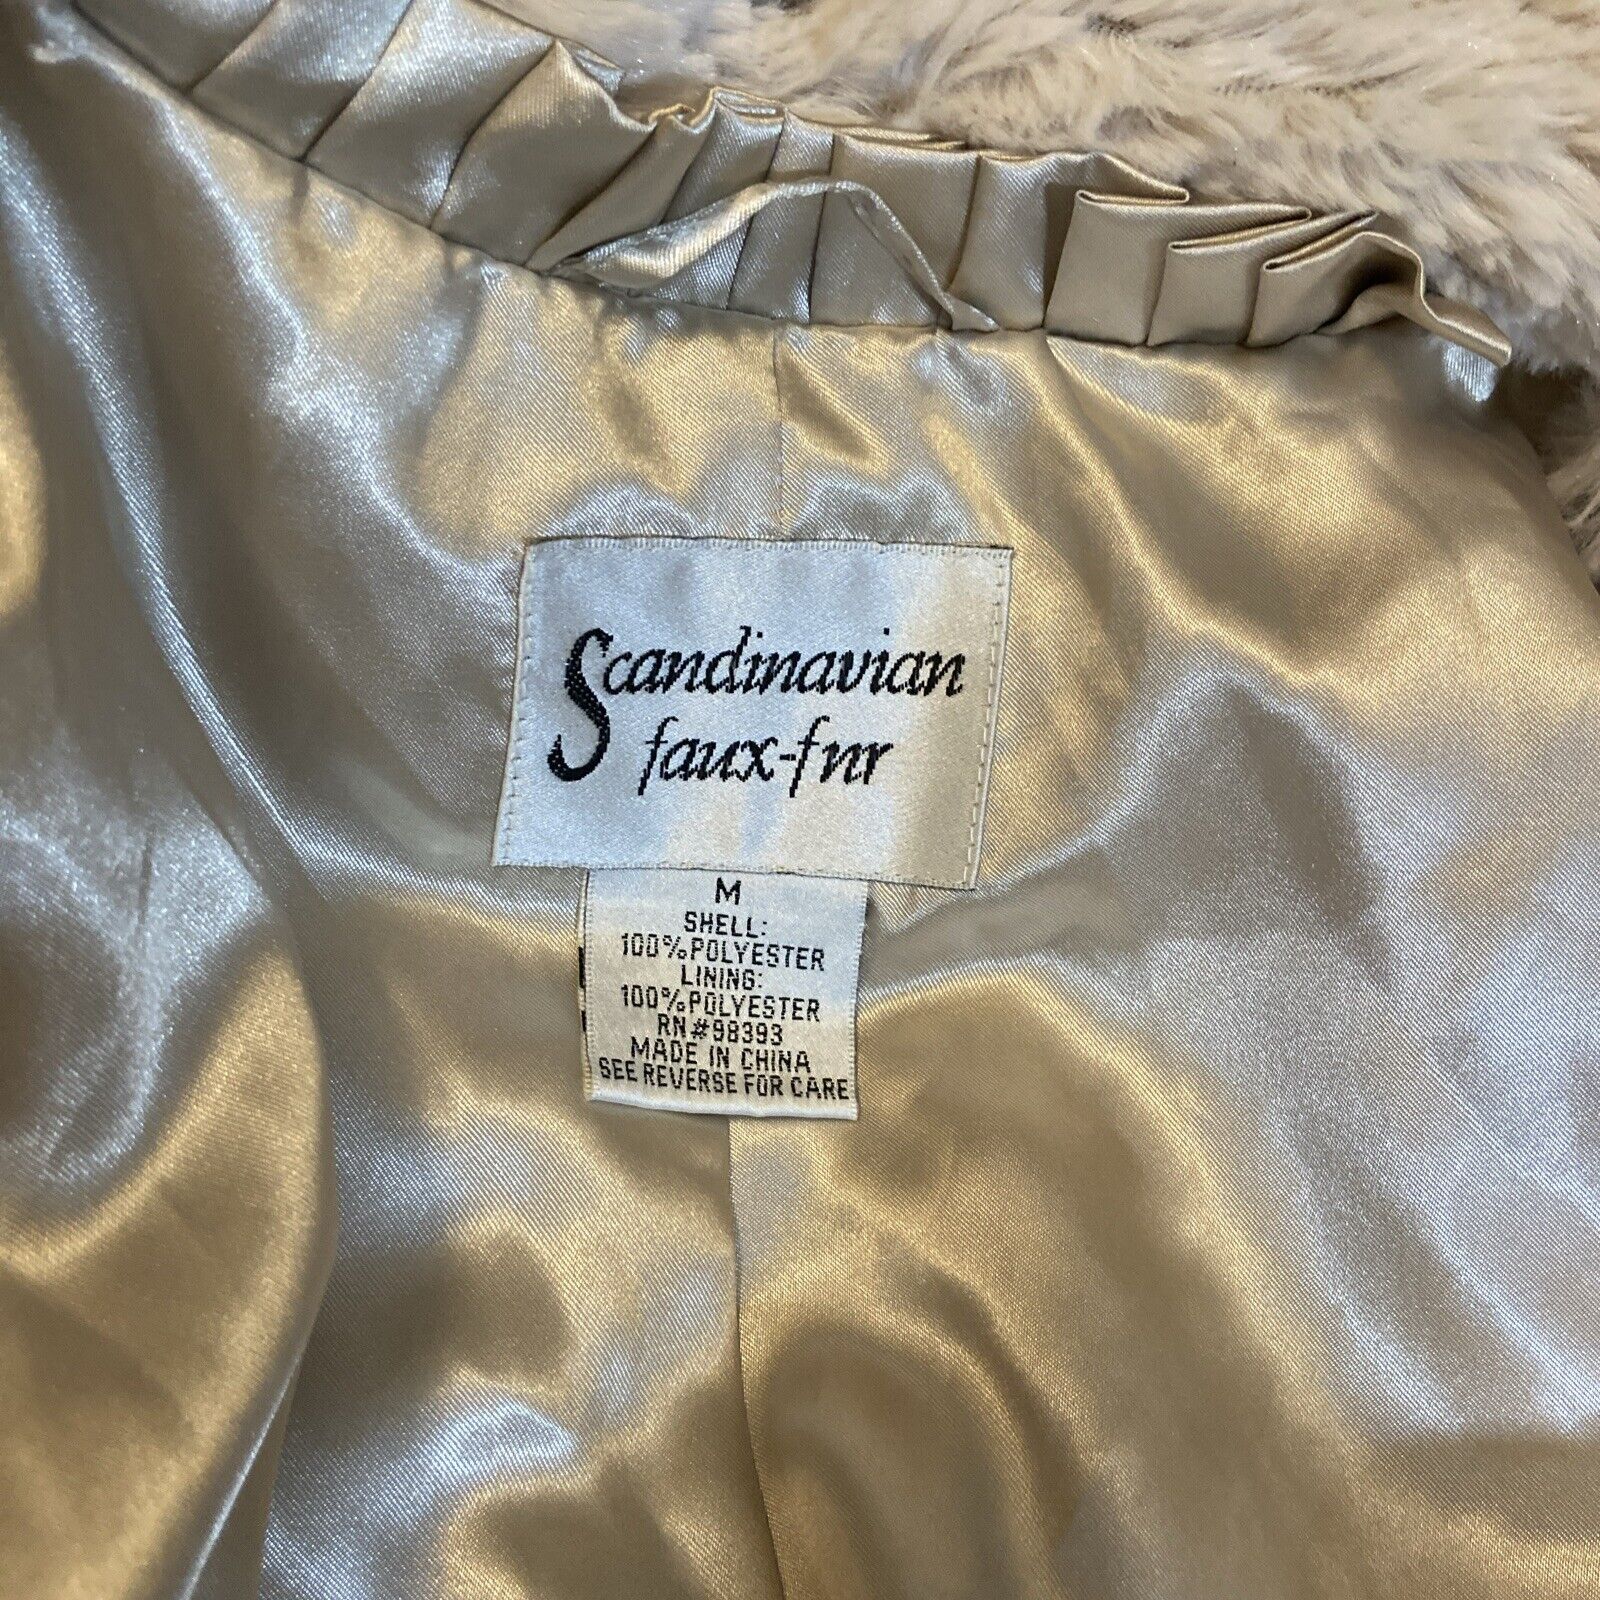 Scandinavian
faux-fur
M
SHELL:
100%POLYESTER
LINING:
100%POLYESTER
RN#98393
MADE IN CHINA
SEE REVERSE FOR CARE